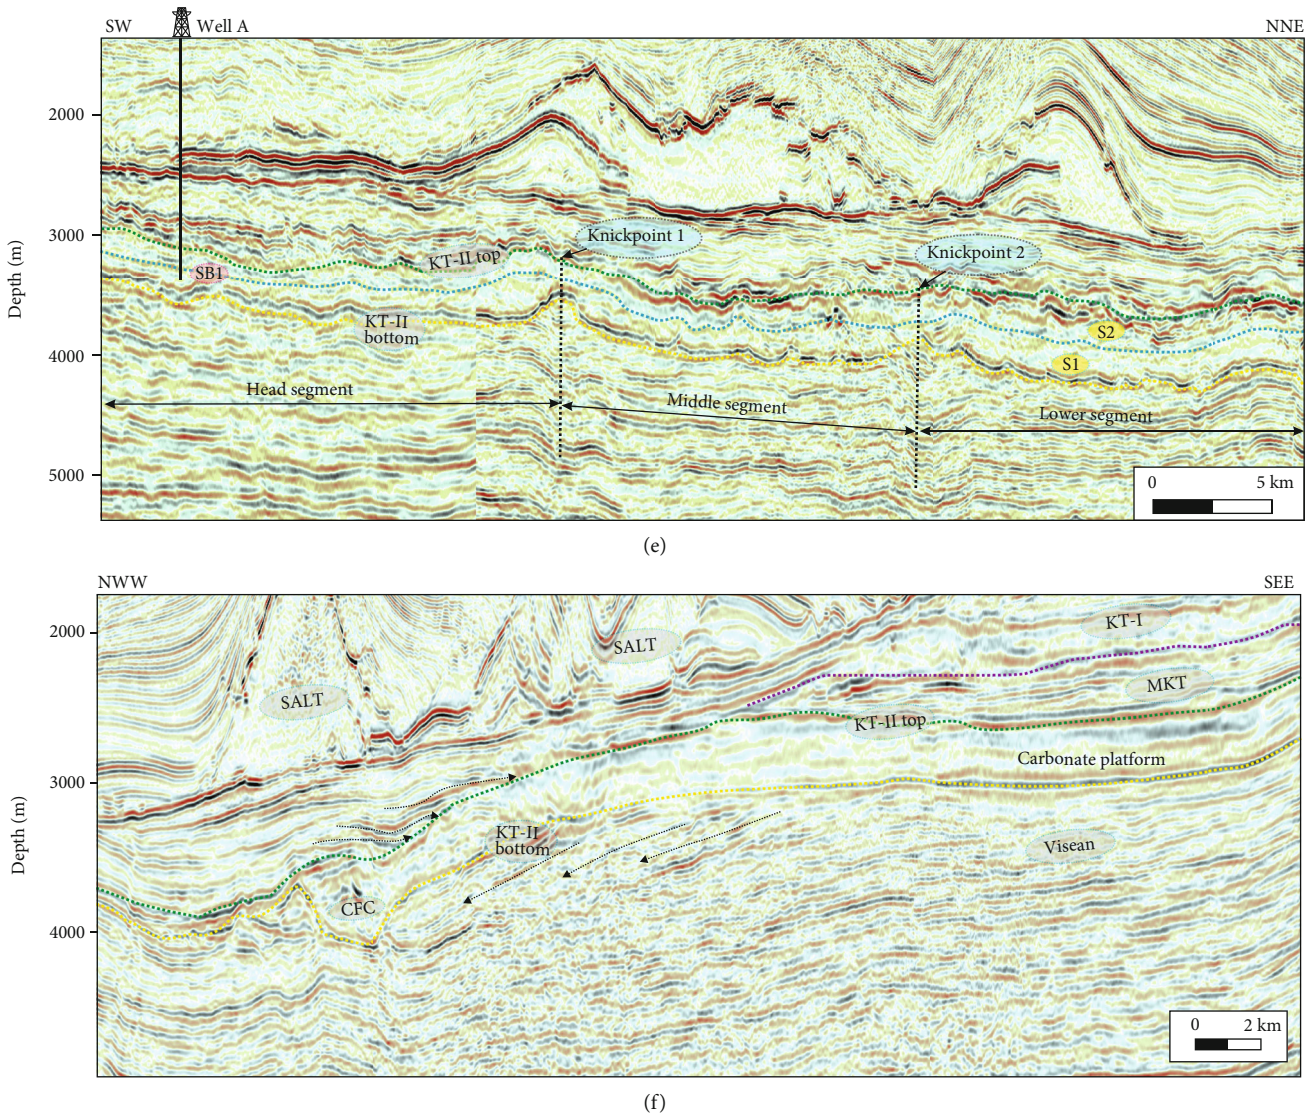 SW
Well A
NNE
2000
3000
4000
5000
Depth (m)
Knickpoint 1
Knickpoint 2
KT-II top
SB1
KT-II
bottom
S2
S1
Head segment
Middle segment
Lower segment
0 5 km
(e)
NWW
SEE
2000
3000
4000
Depth (m)
SALT
SALT
KT-I
MKT
KT-II top
Carbonate platform
KT-II
bottom
Visean
CFC
0 2 km
(f)